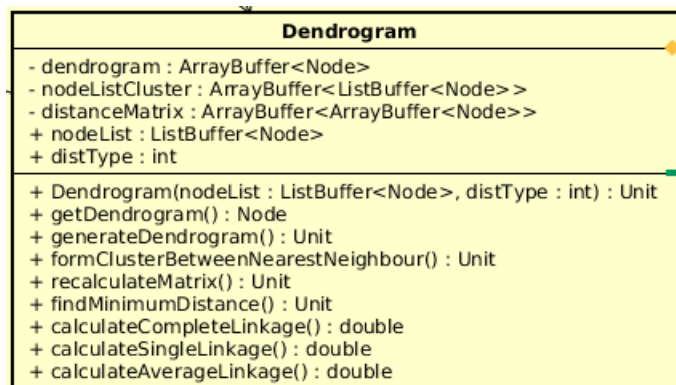 Dendrogram
- dendrogram : ArrayBuffer<Node>
- nodeListCluster : ArrayBuffer<ListBuffer<Node>>
- distanceMatrix : ArrayBuffer<ArrayBuffer<Node>>
+ nodeList : ListBuffer<Node>
+ distType : int
+ Dendrogram(nodeList : ListBuffer<Node>, distType : int) : Unit
+ getDendrogram() : Node
+ generateDendrogram() : Unit
+ formClusterBetweenNearestNeighbour() : Unit
+ recalculateMatrix() : Unit
+ findMinimumDistance() : Unit
+ calculateCompleteLinkage() : double
+ calculateSingleLinkage() : double
+ calculateAverageLinkage() : double